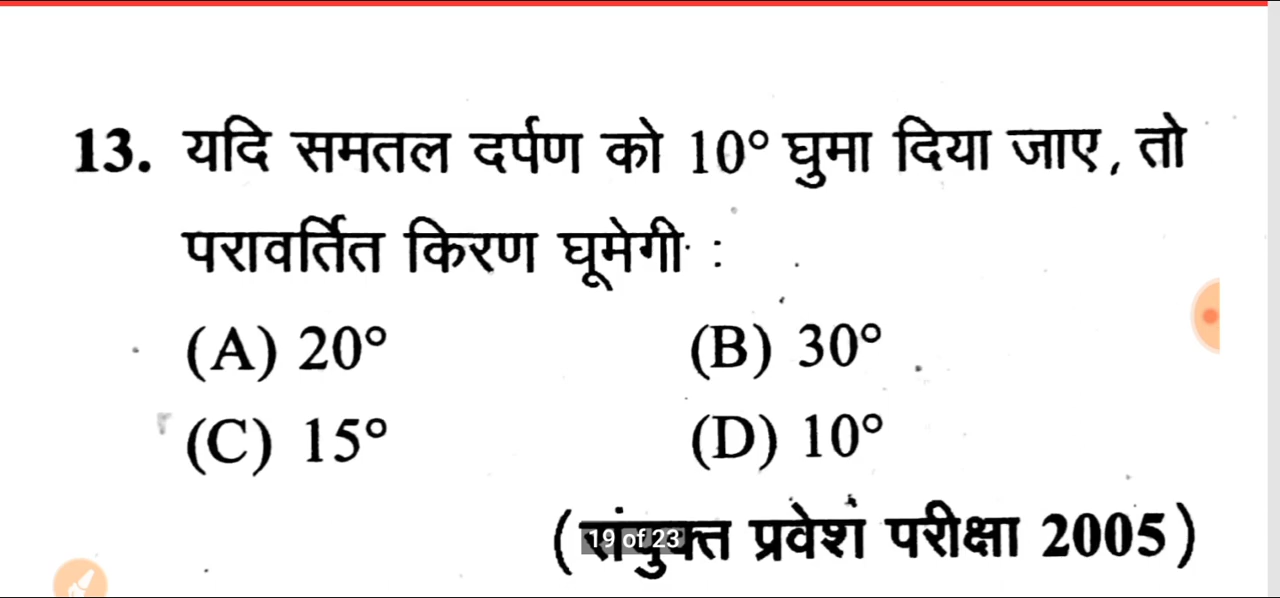 13. यदि समतल दर्पण को 10° घुमा दिया जाए, तो
परावर्तित किरण घूमेगी :
(A) 20° (B) 30°
(C) 15° (D) 10°
(संयुक्त प्रवेश परीक्षा 2005)
19 of 23